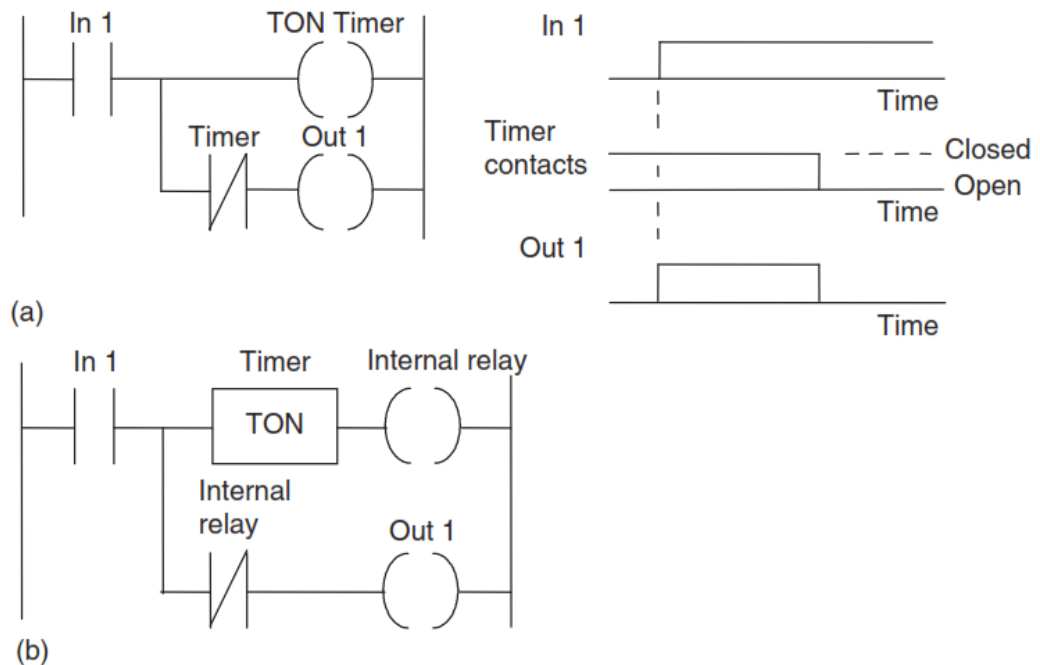 In 1
TON Timer
Timer
Out 1
(a)
In 1
Time
Timer
contacts
Closed
Open
Time
Out 1
Time
In 1
Timer
Internal relay
TON
Internal
relay
Out 1
(b)